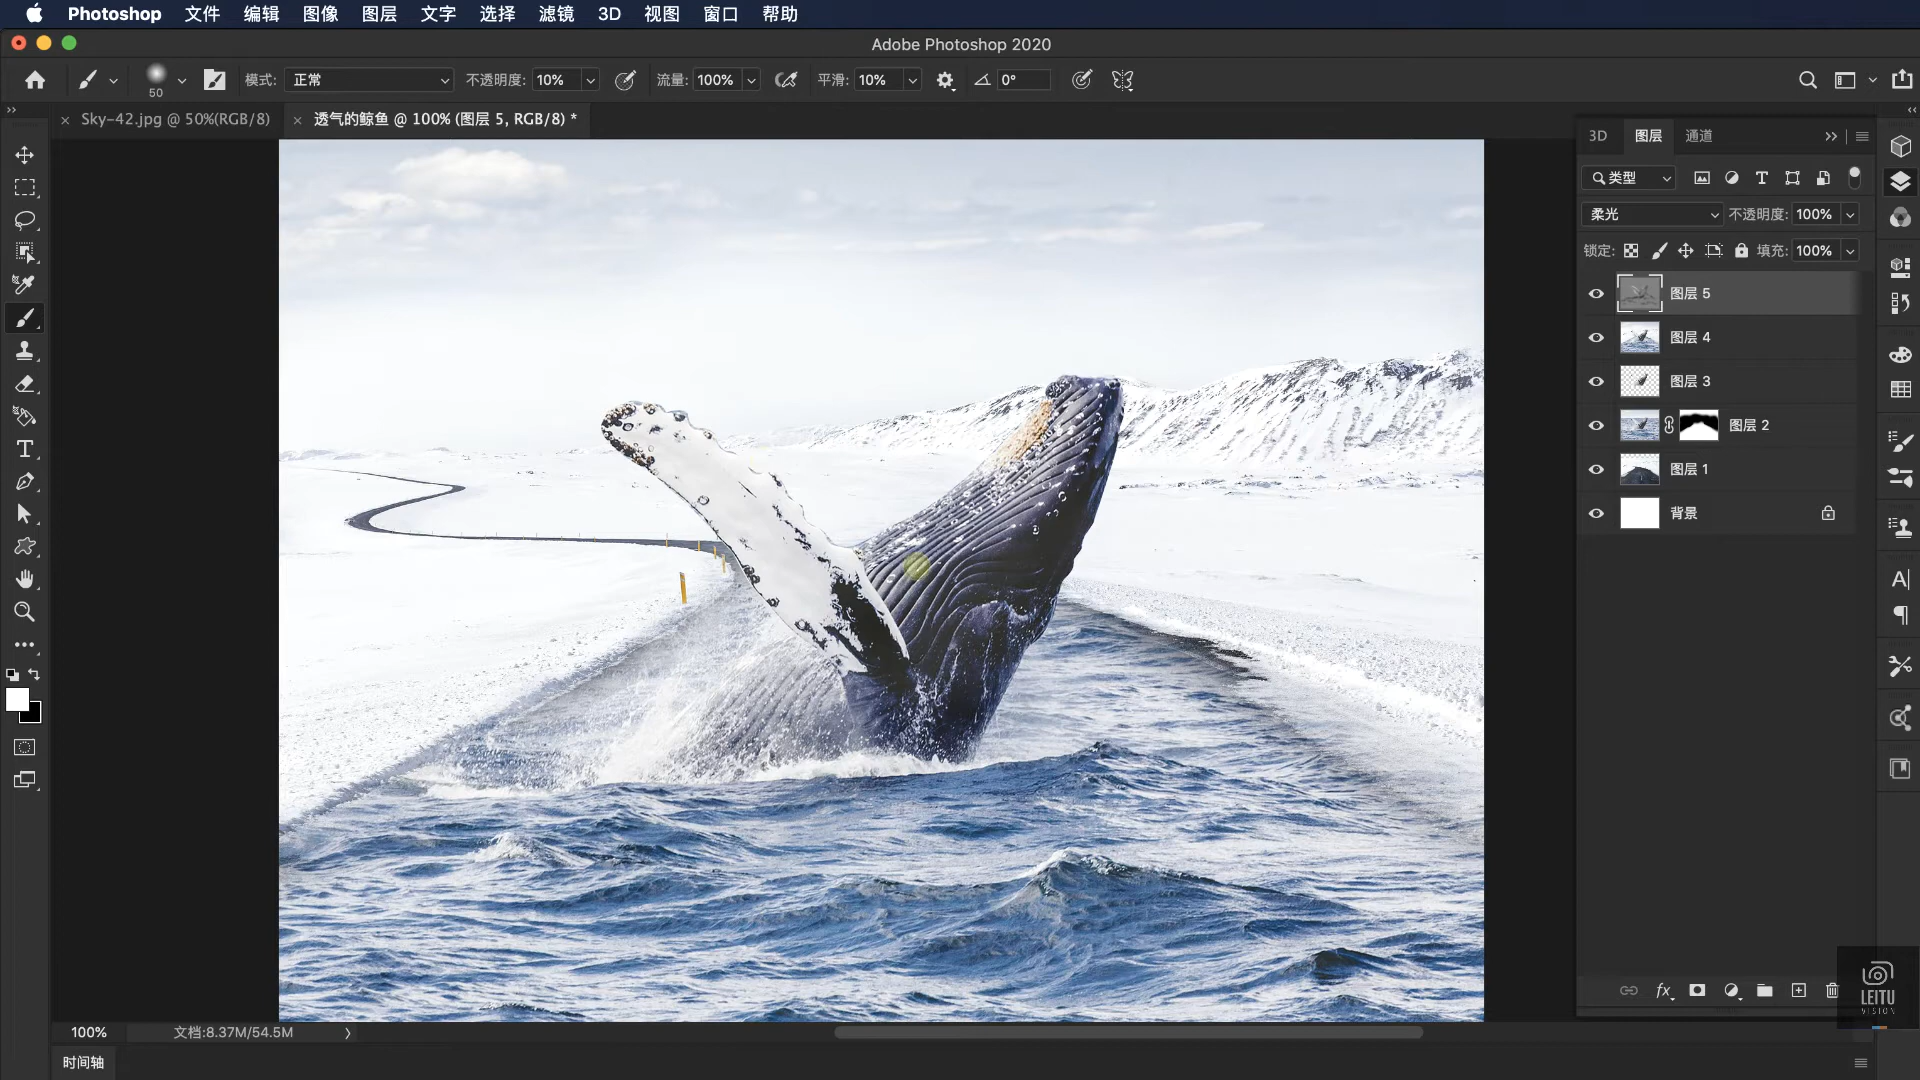 Photoshop 文件 编辑 图像 图层 文字 选择 滤镜 3D 视图 窗口 帮助
Adobe Photoshop 2020
50 模式: 正常 不透明度: 10% 流量: 100% 平滑: 10% 0°
Sky-42.jpg @ 50%(RGB/8) 透气的鲸鱼 @ 100% (图层 5, RGB/8) *
3D 图层 通道
类型
柔光 不透明度: 100%
锁定: 填充: 100%
图层 5
图层 4
图层 3
图层 2
图层 1
背景
fx
LEITU
VISION
100% 文档:8.37M/54.5M
时间轴